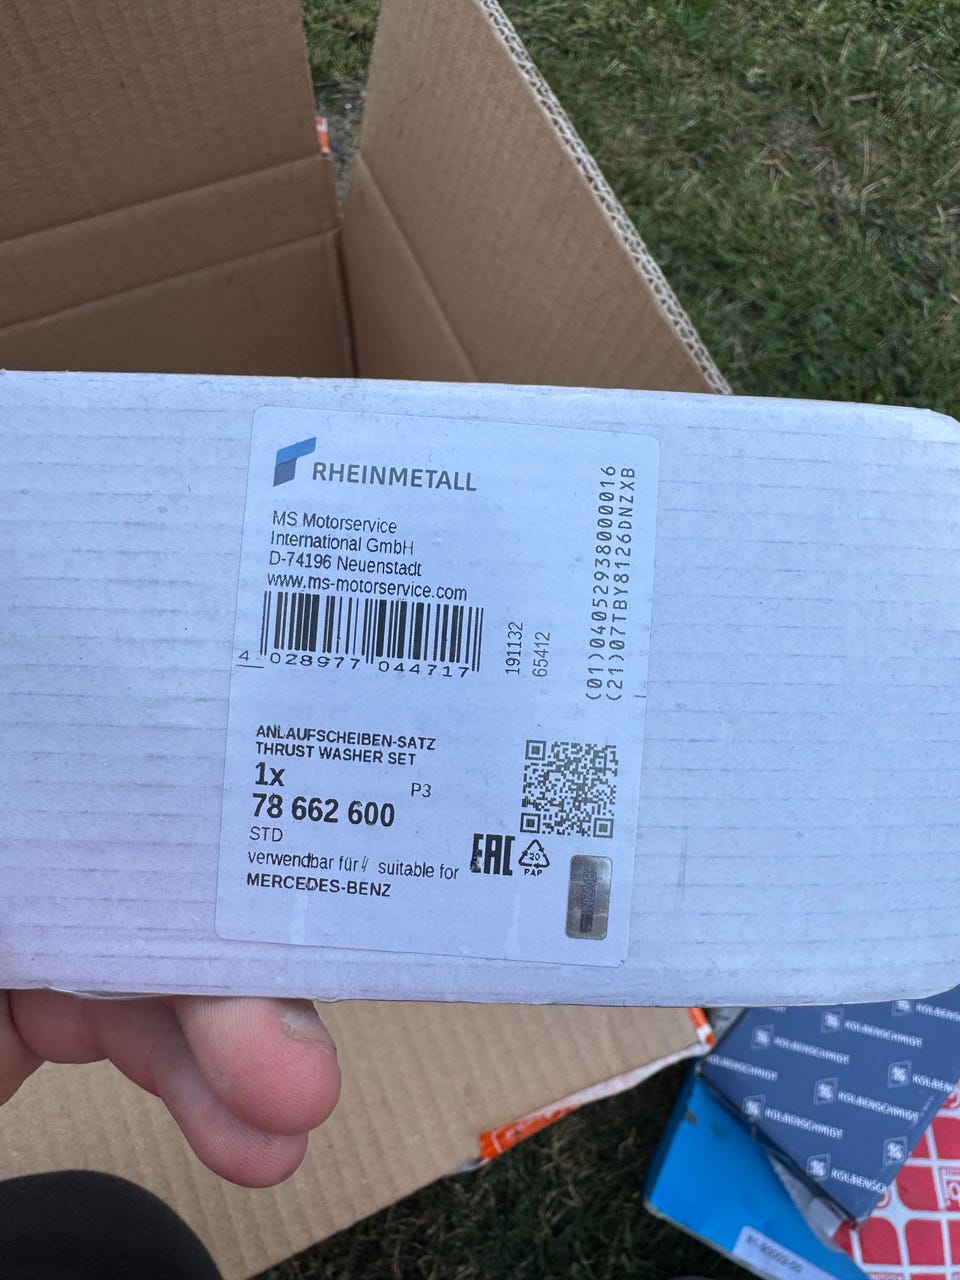 RHEINMETALL
MS Motorservice
International GmbH
D-74196 Neuenstadt
www.ms-motorservice.com
4 028977 044717
191132
65412
(01)04052938000016
(21)07TBY8126DNZXB
ANLAUFSCHEIBEN-SATZ
THRUST WASHER SET
1x P3
78 662 600
STD
verwendbar für // suitable for
MERCEDES-BENZ
EAC
20
PAP
KOLBENSCHMIDT
KOLBENSCHMIDT
KOLBENSCHMIDT
KOLBENSCHMIDT
KOLBENSCHMIDT